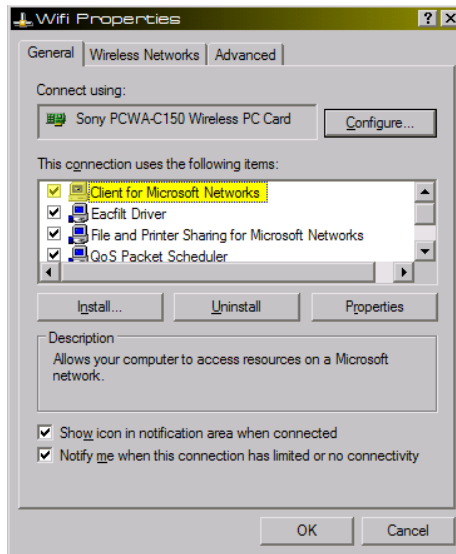 Wifi Properties
General Wireless Networks Advanced
Connect using:
Sony PCWA-C150 Wireless PC Card Configure...
This connection uses the following items:
Client for Microsoft Networks
Eacfilt Driver
File and Printer Sharing for Microsoft Networks
QoS Packet Scheduler
Install... Uninstall Properties
Description
Allows your computer to access resources on a Microsoft
network.
Show icon in notification area when connected
Notify me when this connection has limited or no connectivity
OK Cancel